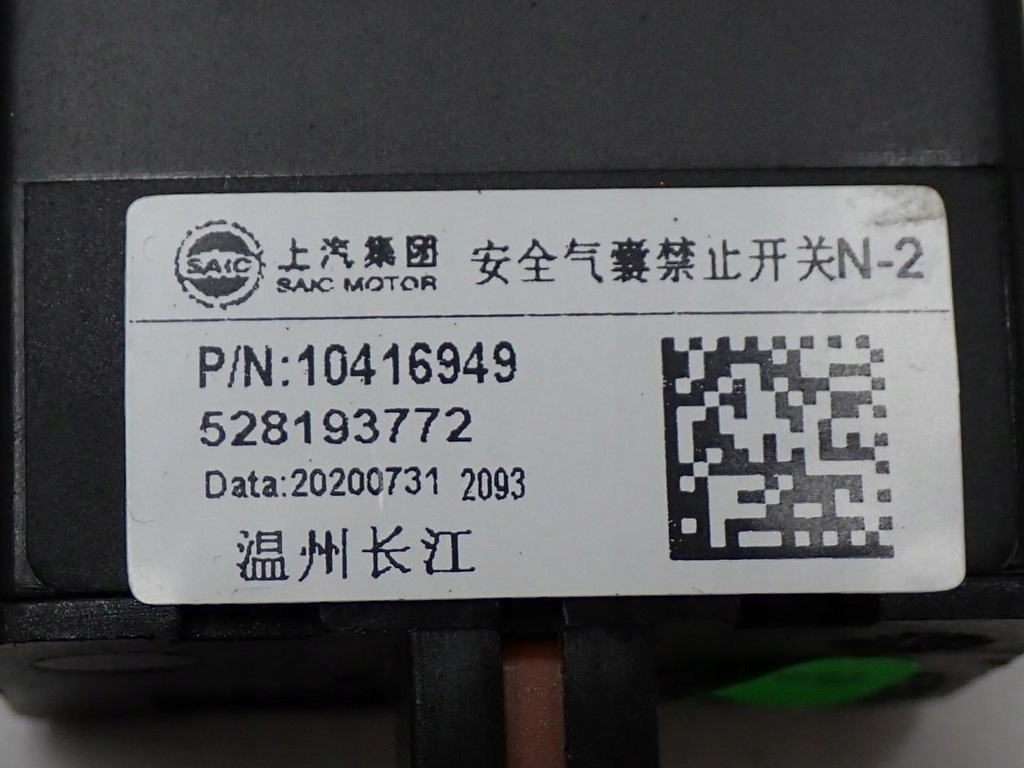 SAIC 上汽集团 安全气囊禁止开关N-2
SAIC MOTOR
P/N:10416949
528193772
Data:20200731 2093
温州长江